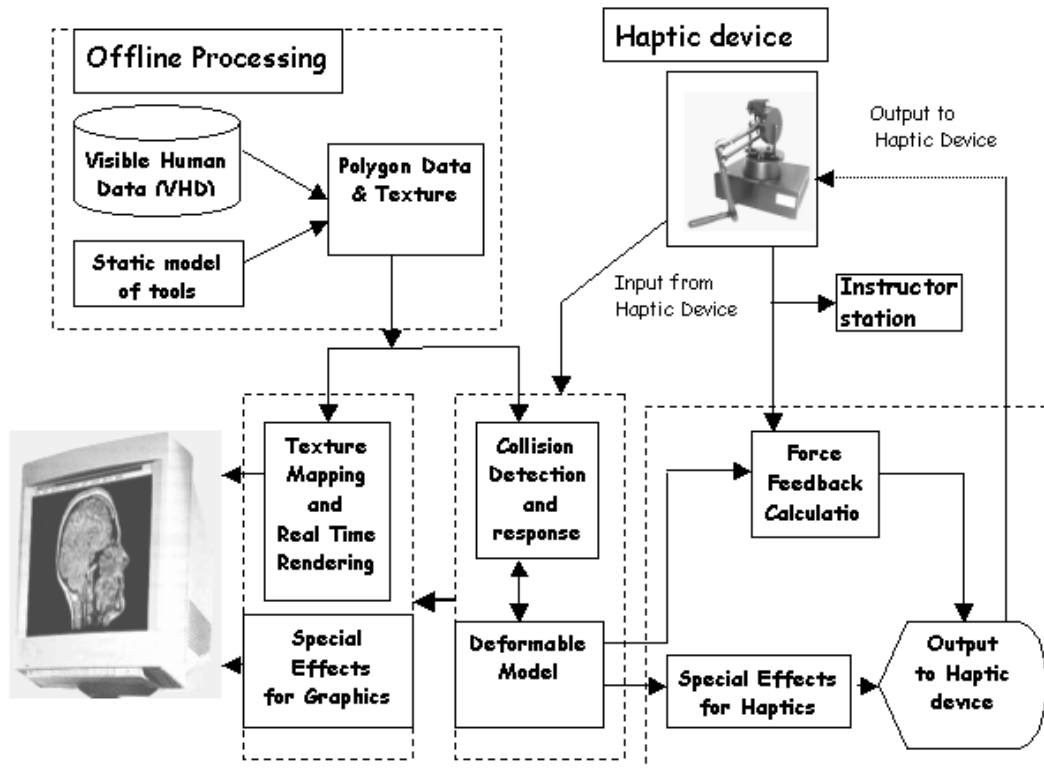 Offline Processing
Visible Human
Data (VHD)
Static model
of tools
Polygon Data
& Texture
Haptic device
Output to
Haptic Device
Input from
Haptic Device
Instructor
station
Texture
Mapping
and
Real Time
Rendering
Special
Effects
for Graphics
Collision
Detection
and
response
Deformable
Model
Force
Feedback
Calculatio
Special Effects
for Haptics
Output
to Haptic
device